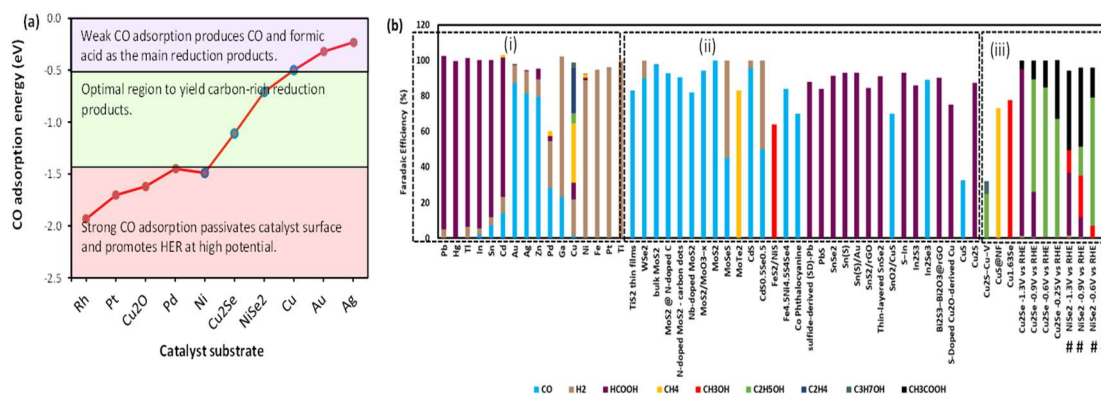 (a)
CO adsorption energy (eV)
0.0
-0.5
-1.0
-1.5
-2.0
-2.5
Weak CO adsorption produces CO and formic
acid as the main reduction products.
Optimal region to yield carbon-rich reduction
products.
Strong CO adsorption passivates catalyst surface
and promotes HER at high potential.
Rh
Pt
Cu2O
Pd
Ni
Cu2Se
NiSe2
Cu
Au
Ag
Catalyst substrate
(b)
Faradaic Efficiency (%)
120
100
80
60
40
20
0
(i)
(ii)
(iii)
Pb
Hg
Tl
In
Sn
Cd
Au
Ag
Zn
Pd
Ga
Cu
Ni
Fe
Pt
Ti
TiS2 thin films
WSe2
bulk MoS2
MoS2 @ N-doped C
N-doped MoS2 - carbon dots
Nb-doped MoS2
MoS2/MoO3-x
MoS2
MoSeS
MoTe2
CdS
CdS0.5Se0.5
FeS2/NiS
Fe4.5Ni4.5S4Se4
Co Phthalocyanine
sulfide-derived (SD)-Pb
PbS
SnSe2
Sn(S)
Sn(S)/Au
SnS2/rGO
Thin-layered SnSe2
SnO2/CuS
S-In
In2S3
In2Se3
Bi2S3-Bi2O3@rGO
S-Doped Cu2O-derived Cu
CuS
Cu2S
Cu2S-Cu-V
CuS@NF
Cu1.63Se
Cu2Se -1.3V vs RHE
Cu2Se -0.9V vs RHE
Cu2Se -0.6V vs RHE
Cu2Se -0.25V vs RHE
NiSe2 -1.3V vs RHE
NiSe2 -0.9V vs RHE
NiSe2 -0.6V vs RHE
# # #
CO H2 HCOOH CH4 CH3OH C2H5OH C2H4 C3H7OH CH3COOH